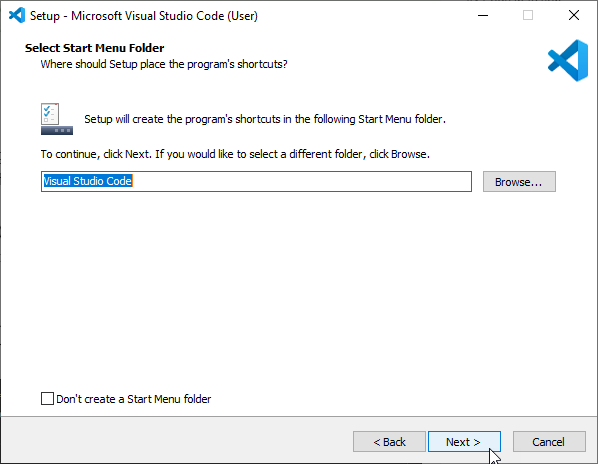 Setup - Microsoft Visual Studio Code (User)
Select Start Menu Folder
Where should Setup place the program's shortcuts?
Setup will create the program's shortcuts in the following Start Menu folder.
To continue, click Next. If you would like to select a different folder, click Browse.
Visual Studio Code
Browse...
Don't create a Start Menu folder
< Back
Next >
Cancel